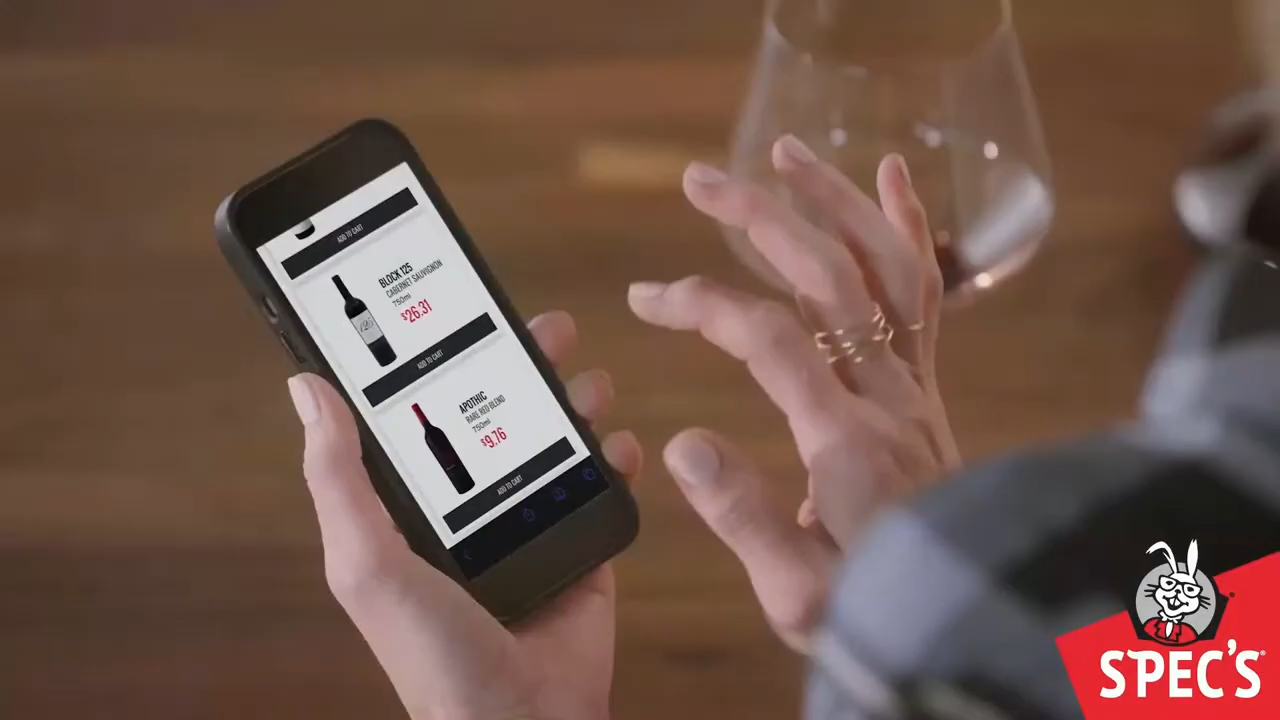 ADD TO CART
BLOCK 125
CABERNET SAUVIGNON
750ml
$26.31
ADD TO CART
APOTHIC
RARE RED BLEND
750ml
$9.76
ADD TO CART
SPEC'S